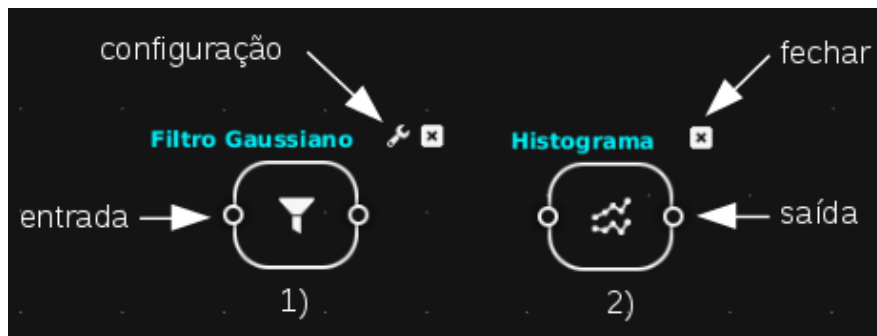 configuração
fechar
Filtro Gaussiano
Histograma
entrada
saída
1)
2)